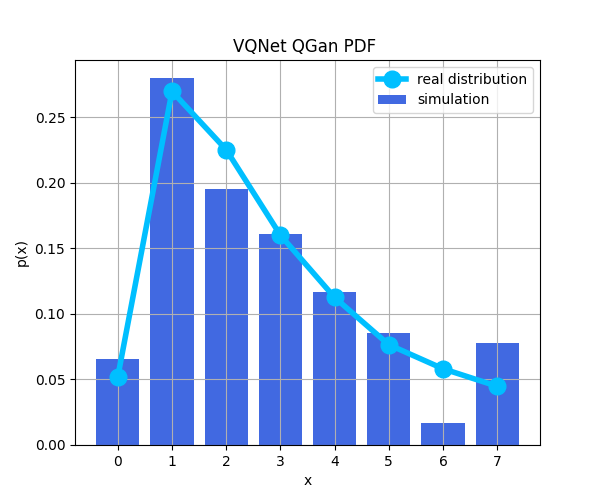 VQNet QGan PDF
real distribution
simulation
p(x)
0.25
0.20
0.15
0.10
0.05
0.00
0 1 2 3 4 5 6 7
x